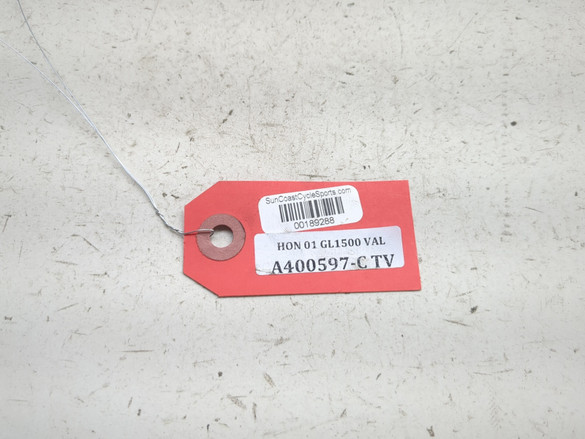 SunCoastCycleSports.com
00189288
HON 01 GL1500 VAL
A400597-C TV